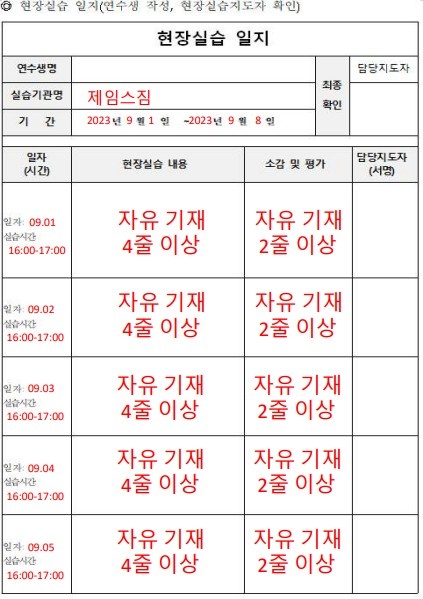 ◎ 현장실습 일지(연수생 작성, 현장실습지도자 확인)
현장실습 일지
연수생명
최종
확인
담당지도자
실습기관명 제임스짐
기 간 2023년 9 월 1 일 ~2023년 9 월 8 일
일자
(시간)
현장실습 내용
소감 및 평가
담당지도자
(서명)
일자: 09.01
실습시간
16:00-17:00
자유 기재
4줄 이상
자유 기재
2줄 이상
일자: 09.02
실습시간
16:00-17:00
자유 기재
4줄 이상
자유 기재
2줄 이상
일자: 09.03
실습시간
16:00-17:00
자유 기재
4줄 이상
자유 기재
2줄 이상
일자: 09.04
실습시간
16:00-17:00
자유 기재
4줄 이상
자유 기재
2줄 이상
일자: 09.05
실습시간
16:00-17:00
자유 기재
4줄 이상
자유 기재
2줄 이상